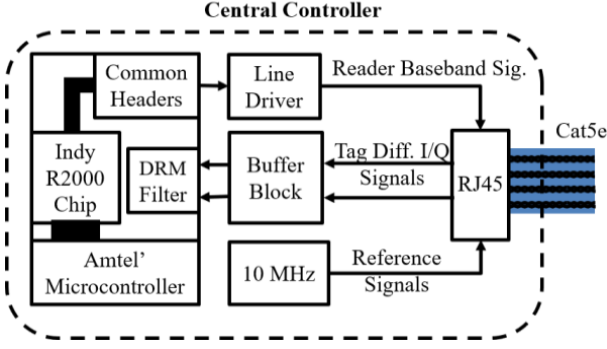 Central Controller
Common
Headers
Line
Driver
Reader Baseband Sig.
Cat5e
Indy
R2000
Chip
DRM
Filter
Buffer
Block
Tag Diff. I/Q
Signals
RJ45
Amtel’
Microcontroller
10 MHz
Reference
Signals